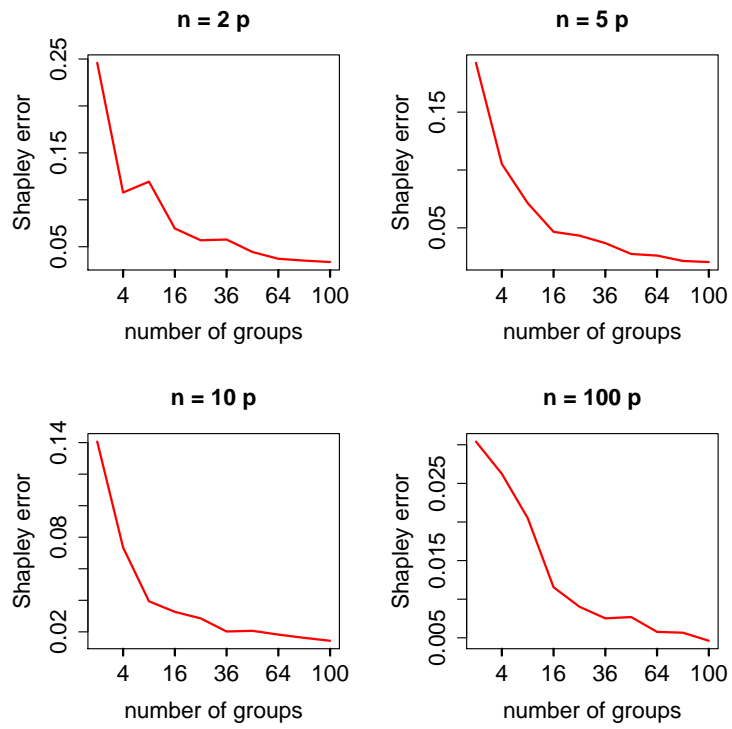 n = 2 p
Shapley error
0.05 0.15 0.25
4 16 36 64 100
number of groups
n = 5 p
Shapley error
0.05 0.15
4 16 36 64 100
number of groups
n = 10 p
Shapley error
0.02 0.08 0.14
4 16 36 64 100
number of groups
n = 100 p
Shapley error
0.005 0.015 0.025
4 16 36 64 100
number of groups